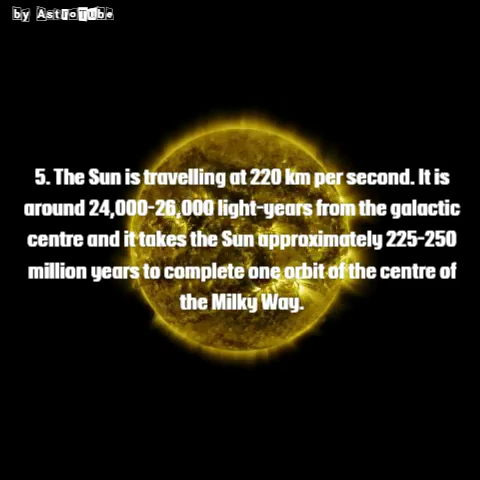 by AstroTube
5. The Sun is travelling at 220 km per second. It is
around 24,000-26,000 light-years from the galactic
centre and it takes the Sun approximately 225-250
million years to complete one orbit of the centre of
the Milky Way.